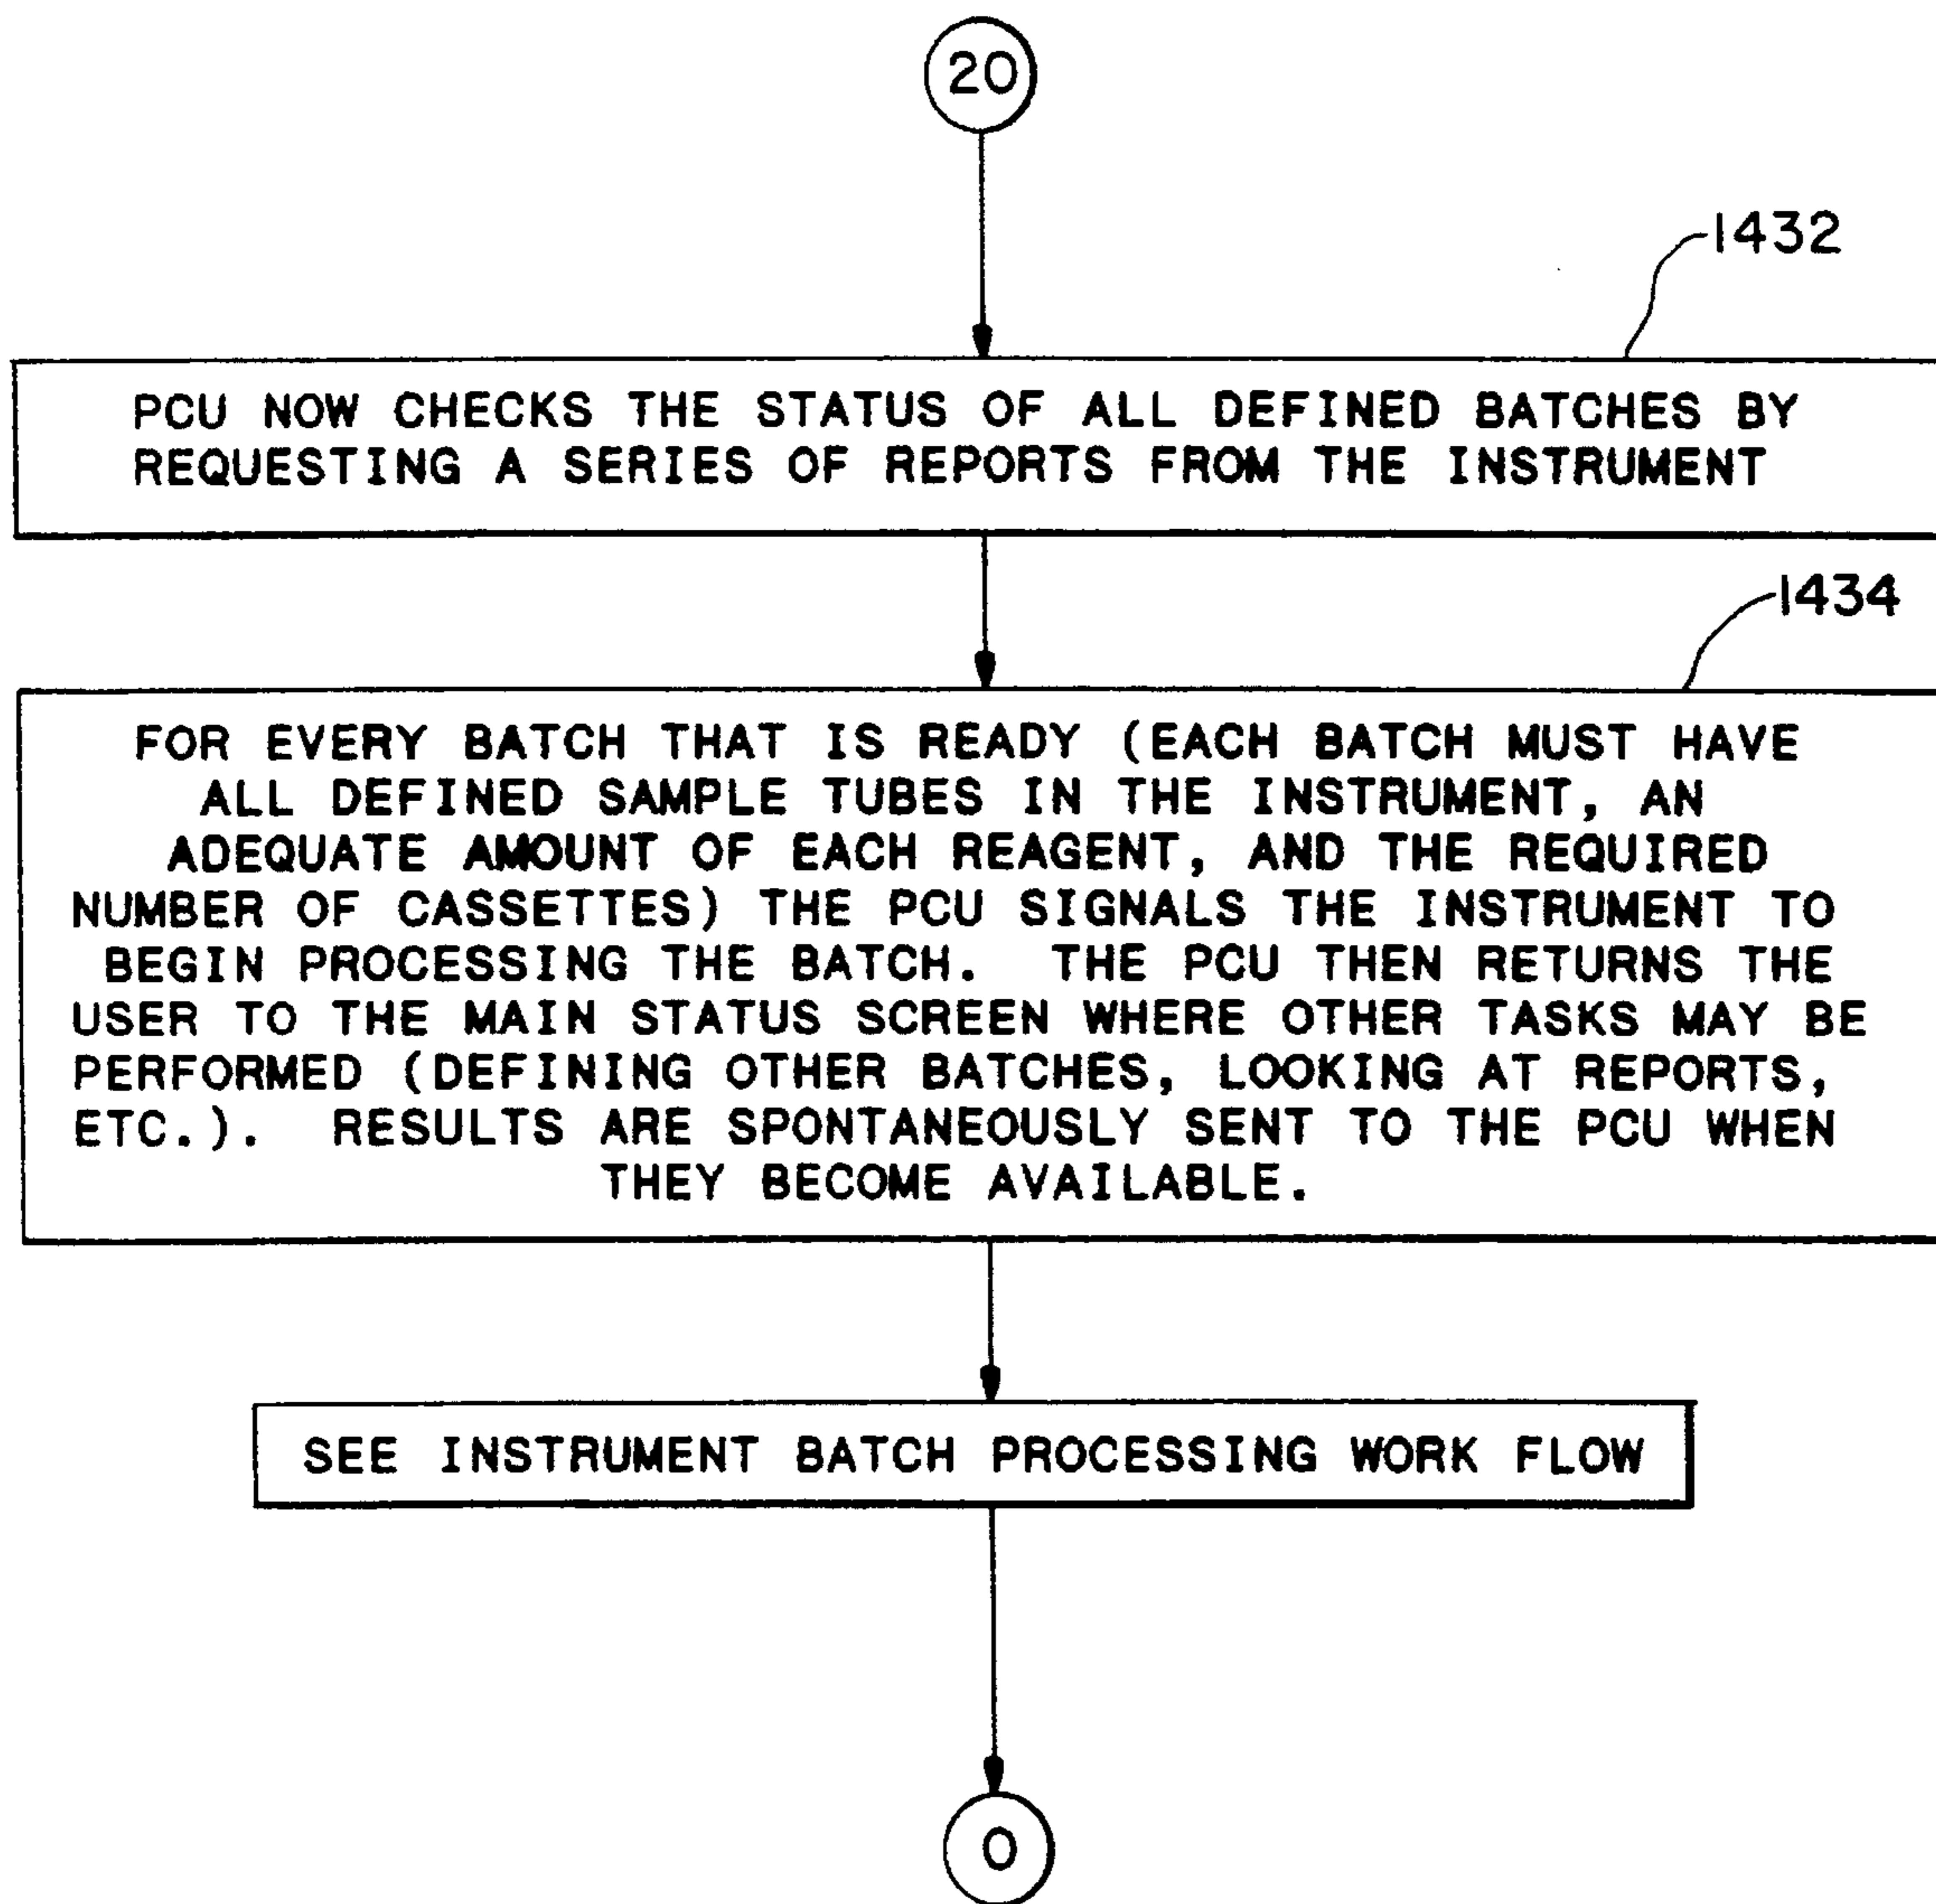 20
1432
PCU NOW CHECKS THE STATUS OF ALL DEFINED BATCHES BY
REQUESTING A SERIES OF REPORTS FROM THE INSTRUMENT
1434
FOR EVERY BATCH THAT IS READY (EACH BATCH MUST HAVE
ALL DEFINED SAMPLE TUBES IN THE INSTRUMENT, AN
ADEQUATE AMOUNT OF EACH REAGENT, AND THE REQUIRED
NUMBER OF CASSETTES) THE PCU SIGNALS THE INSTRUMENT TO
BEGIN PROCESSING THE BATCH. THE PCU THEN RETURNS THE
USER TO THE MAIN STATUS SCREEN WHERE OTHER TASKS MAY BE
PERFORMED (DEFINING OTHER BATCHES, LOOKING AT REPORTS,
ETC.). RESULTS ARE SPONTANEOUSLY SENT TO THE PCU WHEN
THEY BECOME AVAILABLE.
SEE INSTRUMENT BATCH PROCESSING WORK FLOW
0